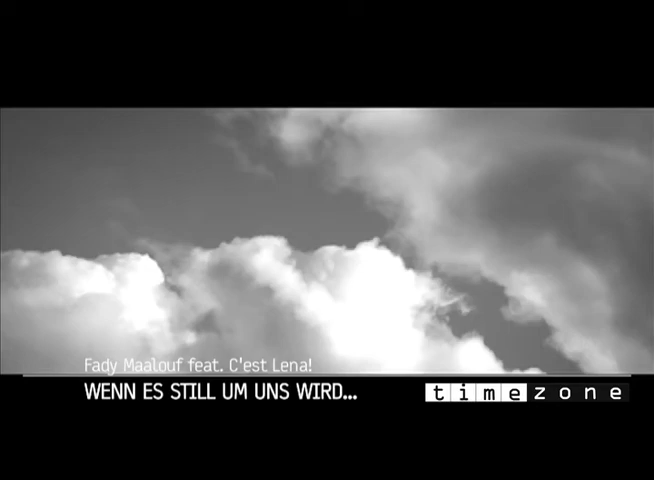 Fady Maalouf feat. C'est Lena!
WENN ES STILL UM UNS WIRD...
timezone